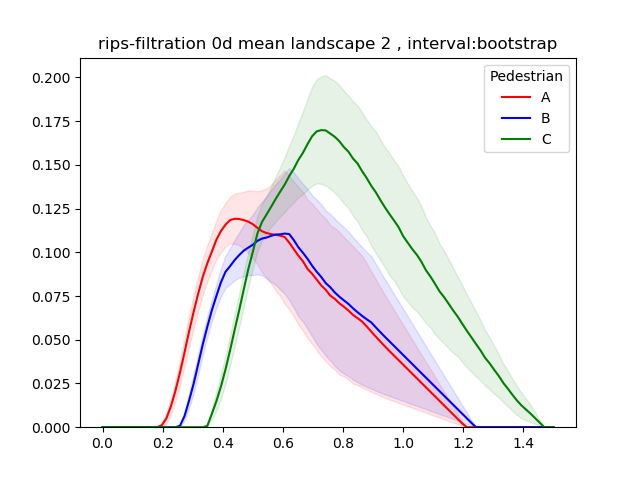 rips-filtration 0d mean landscape 2 , interval:bootstrap
Pedestrian
A
B
C
0.200
0.175
0.150
0.125
0.100
0.075
0.050
0.025
0.000
0.0 0.2 0.4 0.6 0.8 1.0 1.2 1.4